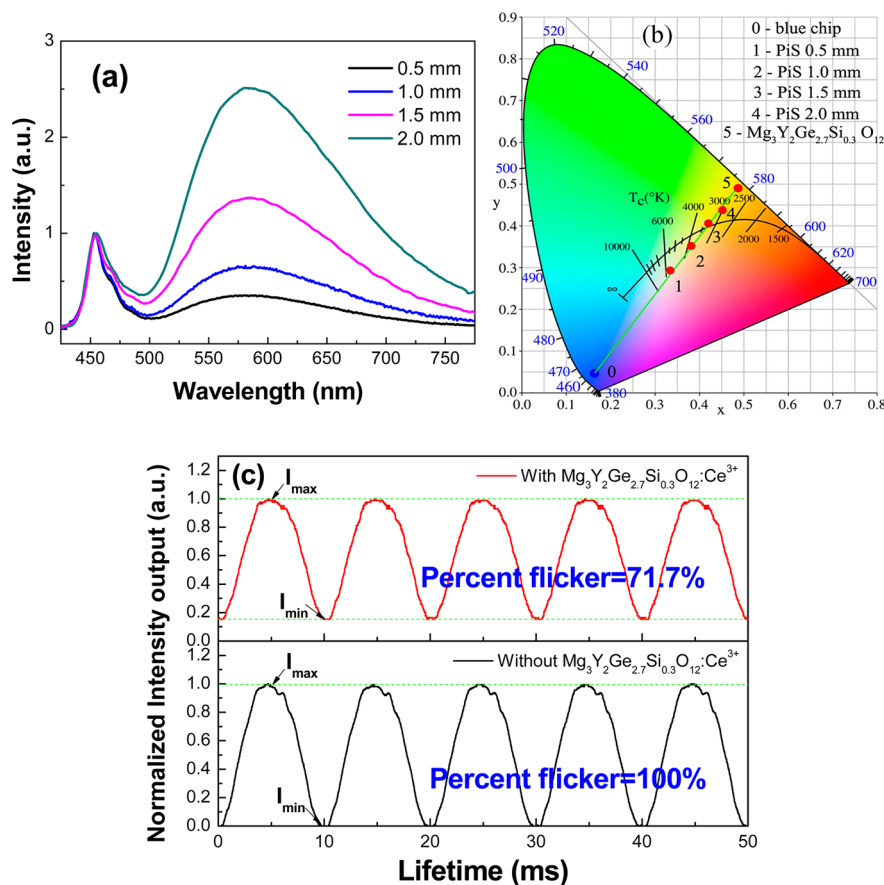 (a)
0.5 mm
1.0 mm
1.5 mm
2.0 mm
Intensity (a.u.)
3
2
1
0
450 500 550 600 650 700 750
Wavelength (nm)
(b)
0 - blue chip
1 - PiS 0.5 mm
2 - PiS 1.0 mm
3 - PiS 1.5 mm
4 - PiS 2.0 mm
5 - Mg3Y2Ge2.7Si0.3 O12
0.9
0.8
0.7
0.6
0.5
y
0.4
0.3
0.2
0.1
0.0
0.0 0.1 0.2 0.3 0.4 0.5 0.6 0.7 0.8
x
520
540
560
580
600
620
700
500
490
480
470
460
380
Tc(°K)
∞
10000
6000
4000
3000
2500
2000
1500
0
1
2
3
4
5
(c)
Normalized Intensity output (a.u.)
1.2
1.0
0.8
0.6
0.4
0.2
0.0
Imax
With Mg3Y2Ge2.7Si0.3O12:Ce3+
Percent flicker=71.7%
Imin
1.0
0.8
0.6
0.4
0.2
0.0
Imax
Without Mg3Y2Ge2.7Si0.3O12:Ce3+
Percent flicker=100%
Imin
0 10 20 30 40 50
Lifetime (ms)